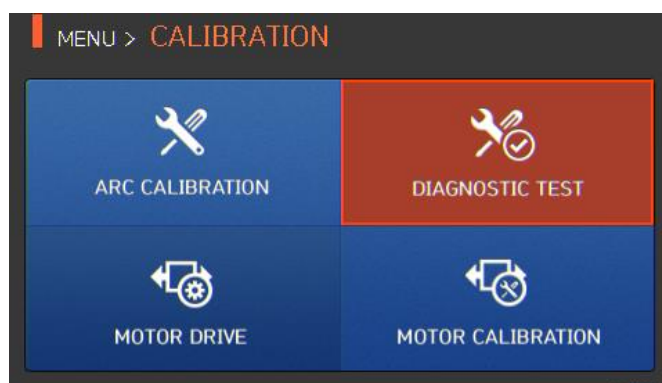 MENU > CALIBRATION
ARC CALIBRATION
DIAGNOSTIC TEST
MOTOR DRIVE
MOTOR CALIBRATION